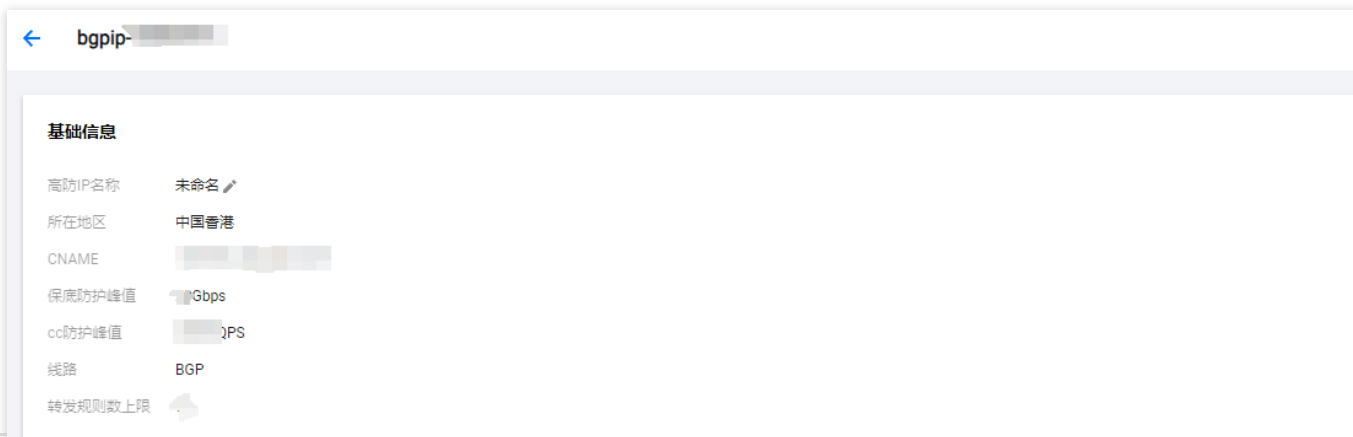 bgpip-
基础信息
高防IP名称 未命名
所在地区 中国香港
CNAME
保底防护峰值 Gbps
cc防护峰值 QPS
线路 BGP
转发规则数上限